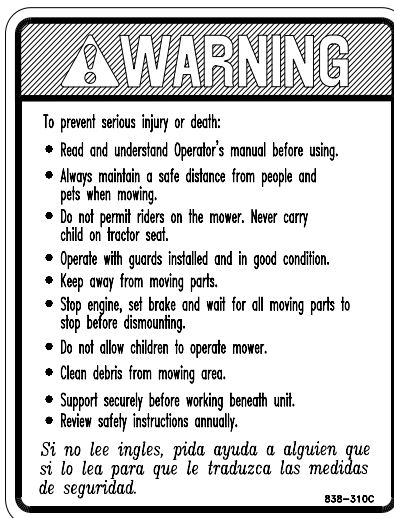 WARNING
To prevent serious injury or death:
• Read and understand Operator's manual before using.
• Always maintain a safe distance from people and
pets when mowing.
• Do not permit riders on the mower. Never carry
child on tractor seat.
• Operate with guards installed and in good condition.
• Keep away from moving parts.
• Stop engine, set brake and wait for all moving parts to
stop before dismounting.
• Do not allow children to operate mower.
• Clean debris from mowing area.
• Support securely before working beneath unit.
• Review safety instructions annually.
Si no lee ingles, pida ayuda a alguien que
si lo lea para que le traduzca las medidas
de seguridad.
838-310C